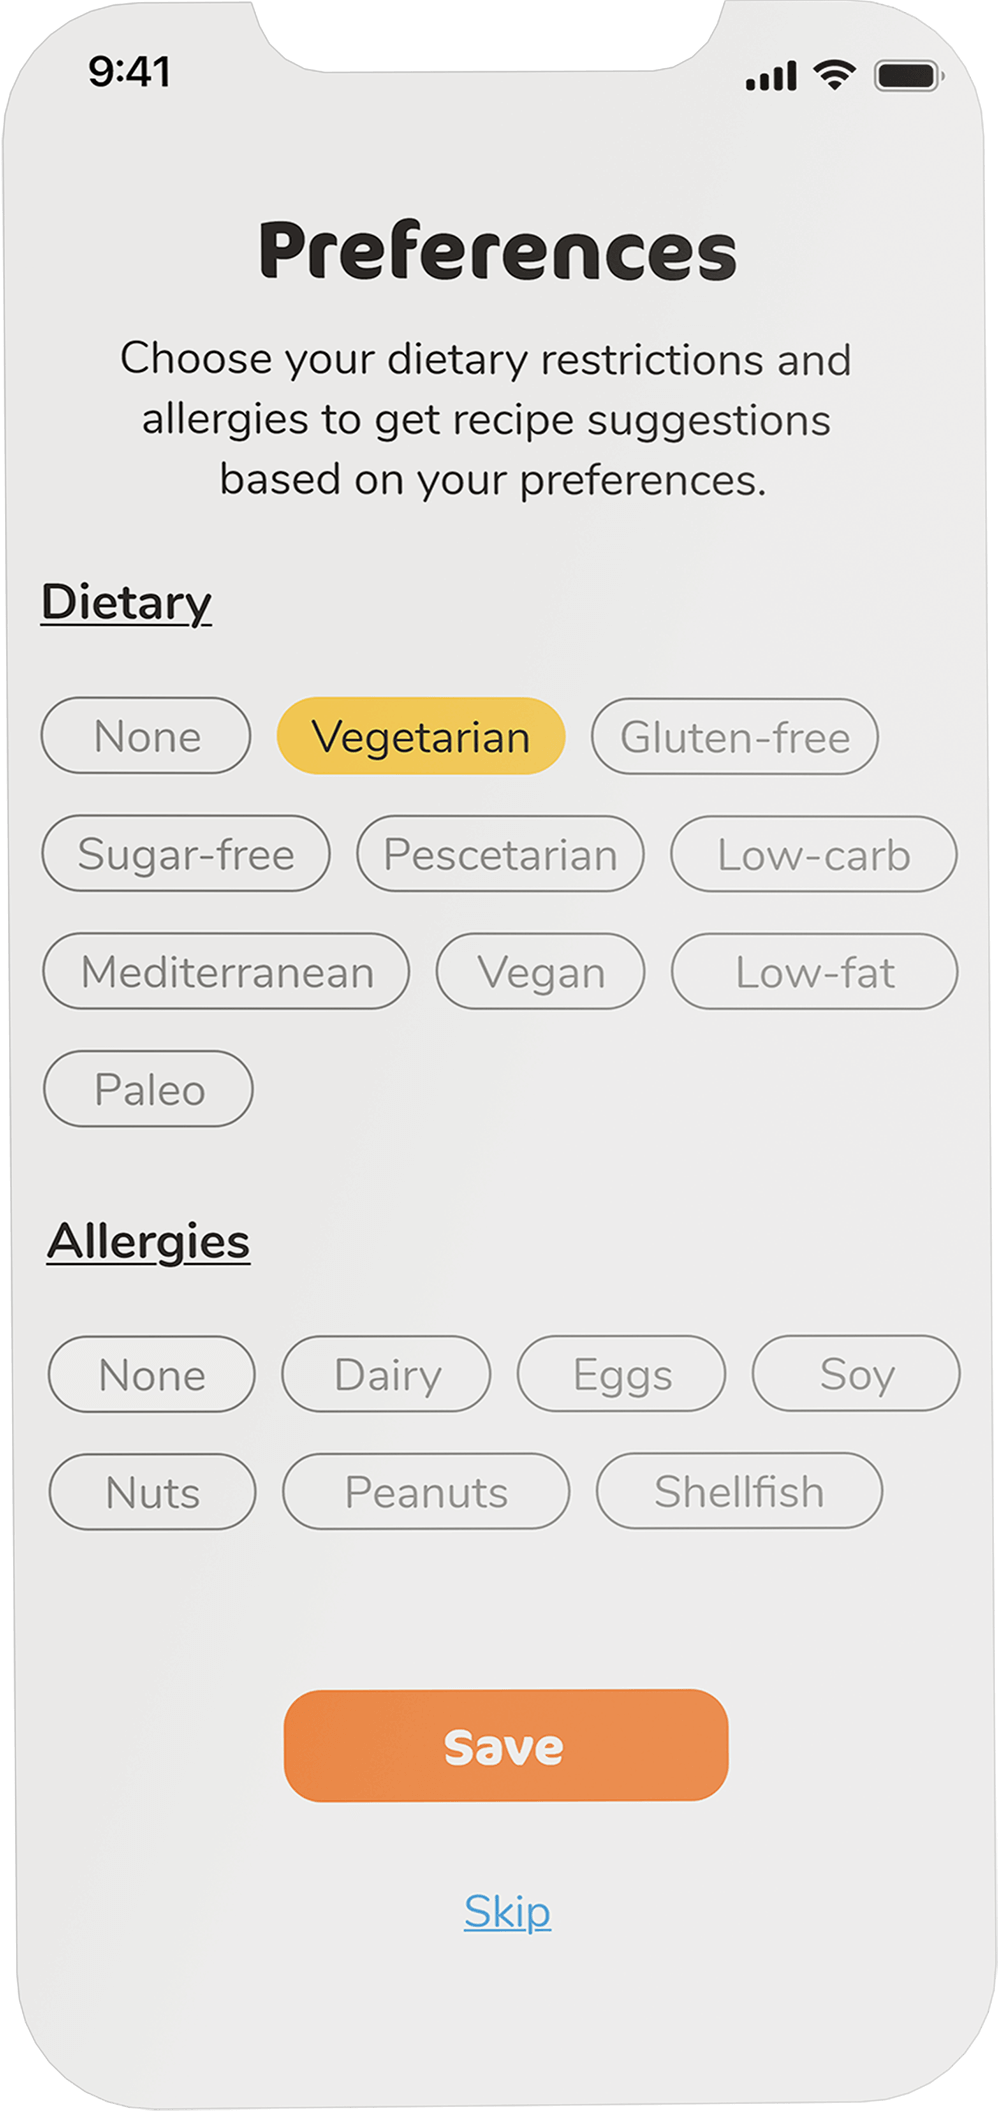 9:41
Preferences
Choose your dietary restrictions and
allergies to get recipe suggestions
based on your preferences.
Dietary
None Vegetarian Gluten-free
Sugar-free Pescetarian Low-carb
Mediterranean Vegan Low-fat
Paleo
Allergies
None Dairy Eggs Soy
Nuts Peanuts Shellfish
Save
Skip